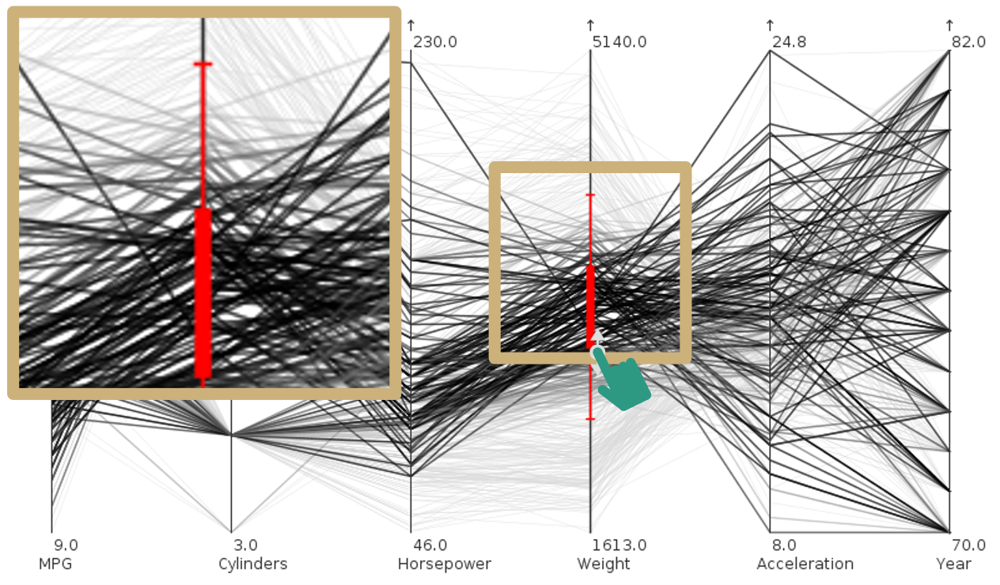 ↑ ↑ ↑ ↑
230.0 5140.0 24.8 82.0
9.0 3.0 46.0 1613.0 8.0 70.0
MPG Cylinders Horsepower Weight Acceleration Year